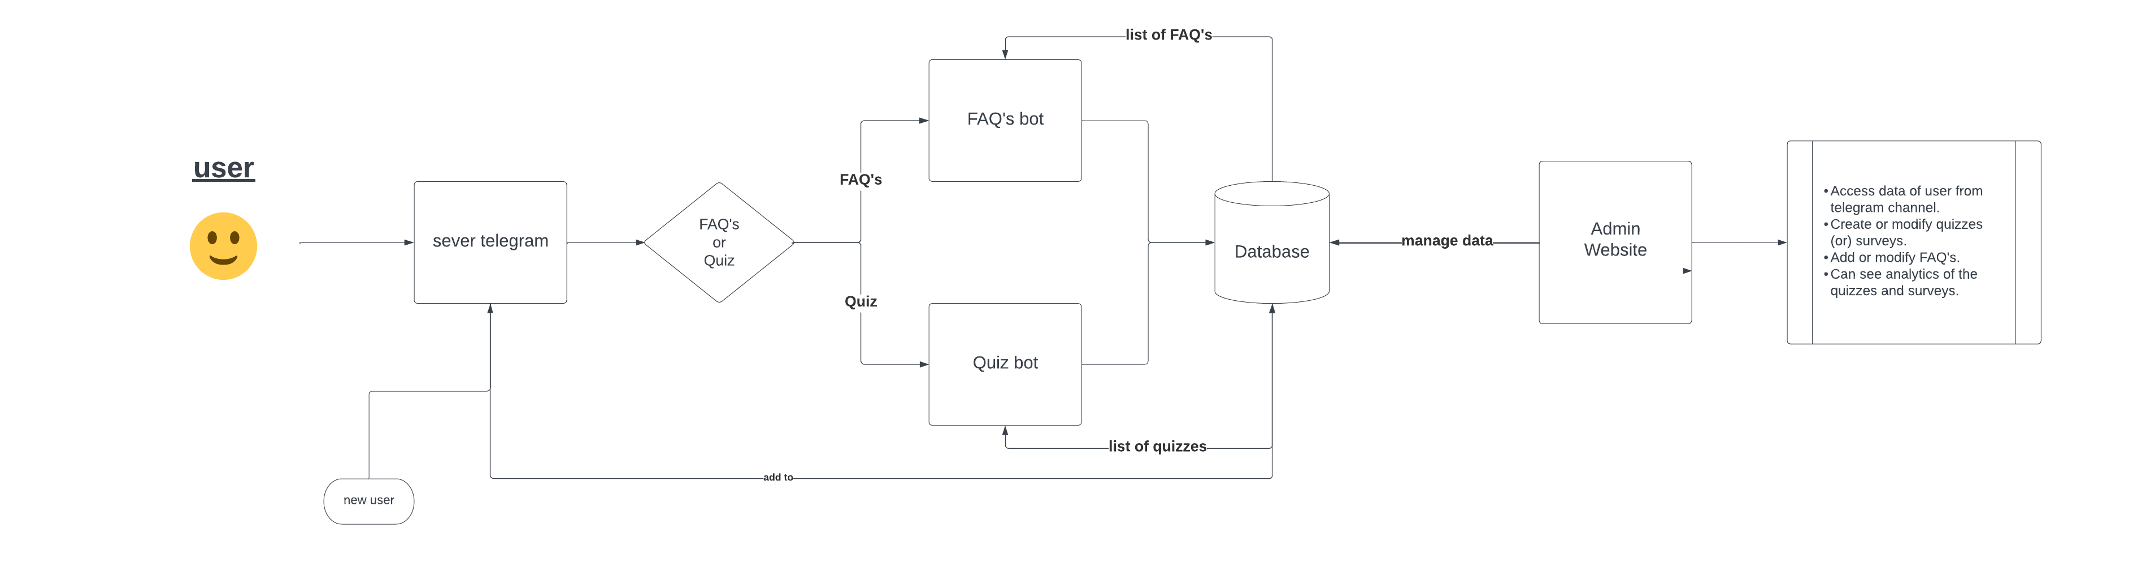 user
sever telegram
new user
FAQ's
or
Quiz
FAQ's
Quiz
FAQ's bot
Quiz bot
list of FAQ's
list of quizzes
add to
Database
manage data
Admin
Website
• Access data of user from
telegram channel.
• Create or modify quizzes
(or) surveys.
• Add or modify FAQ's.
• Can see analytics of the
quizzes and surveys.